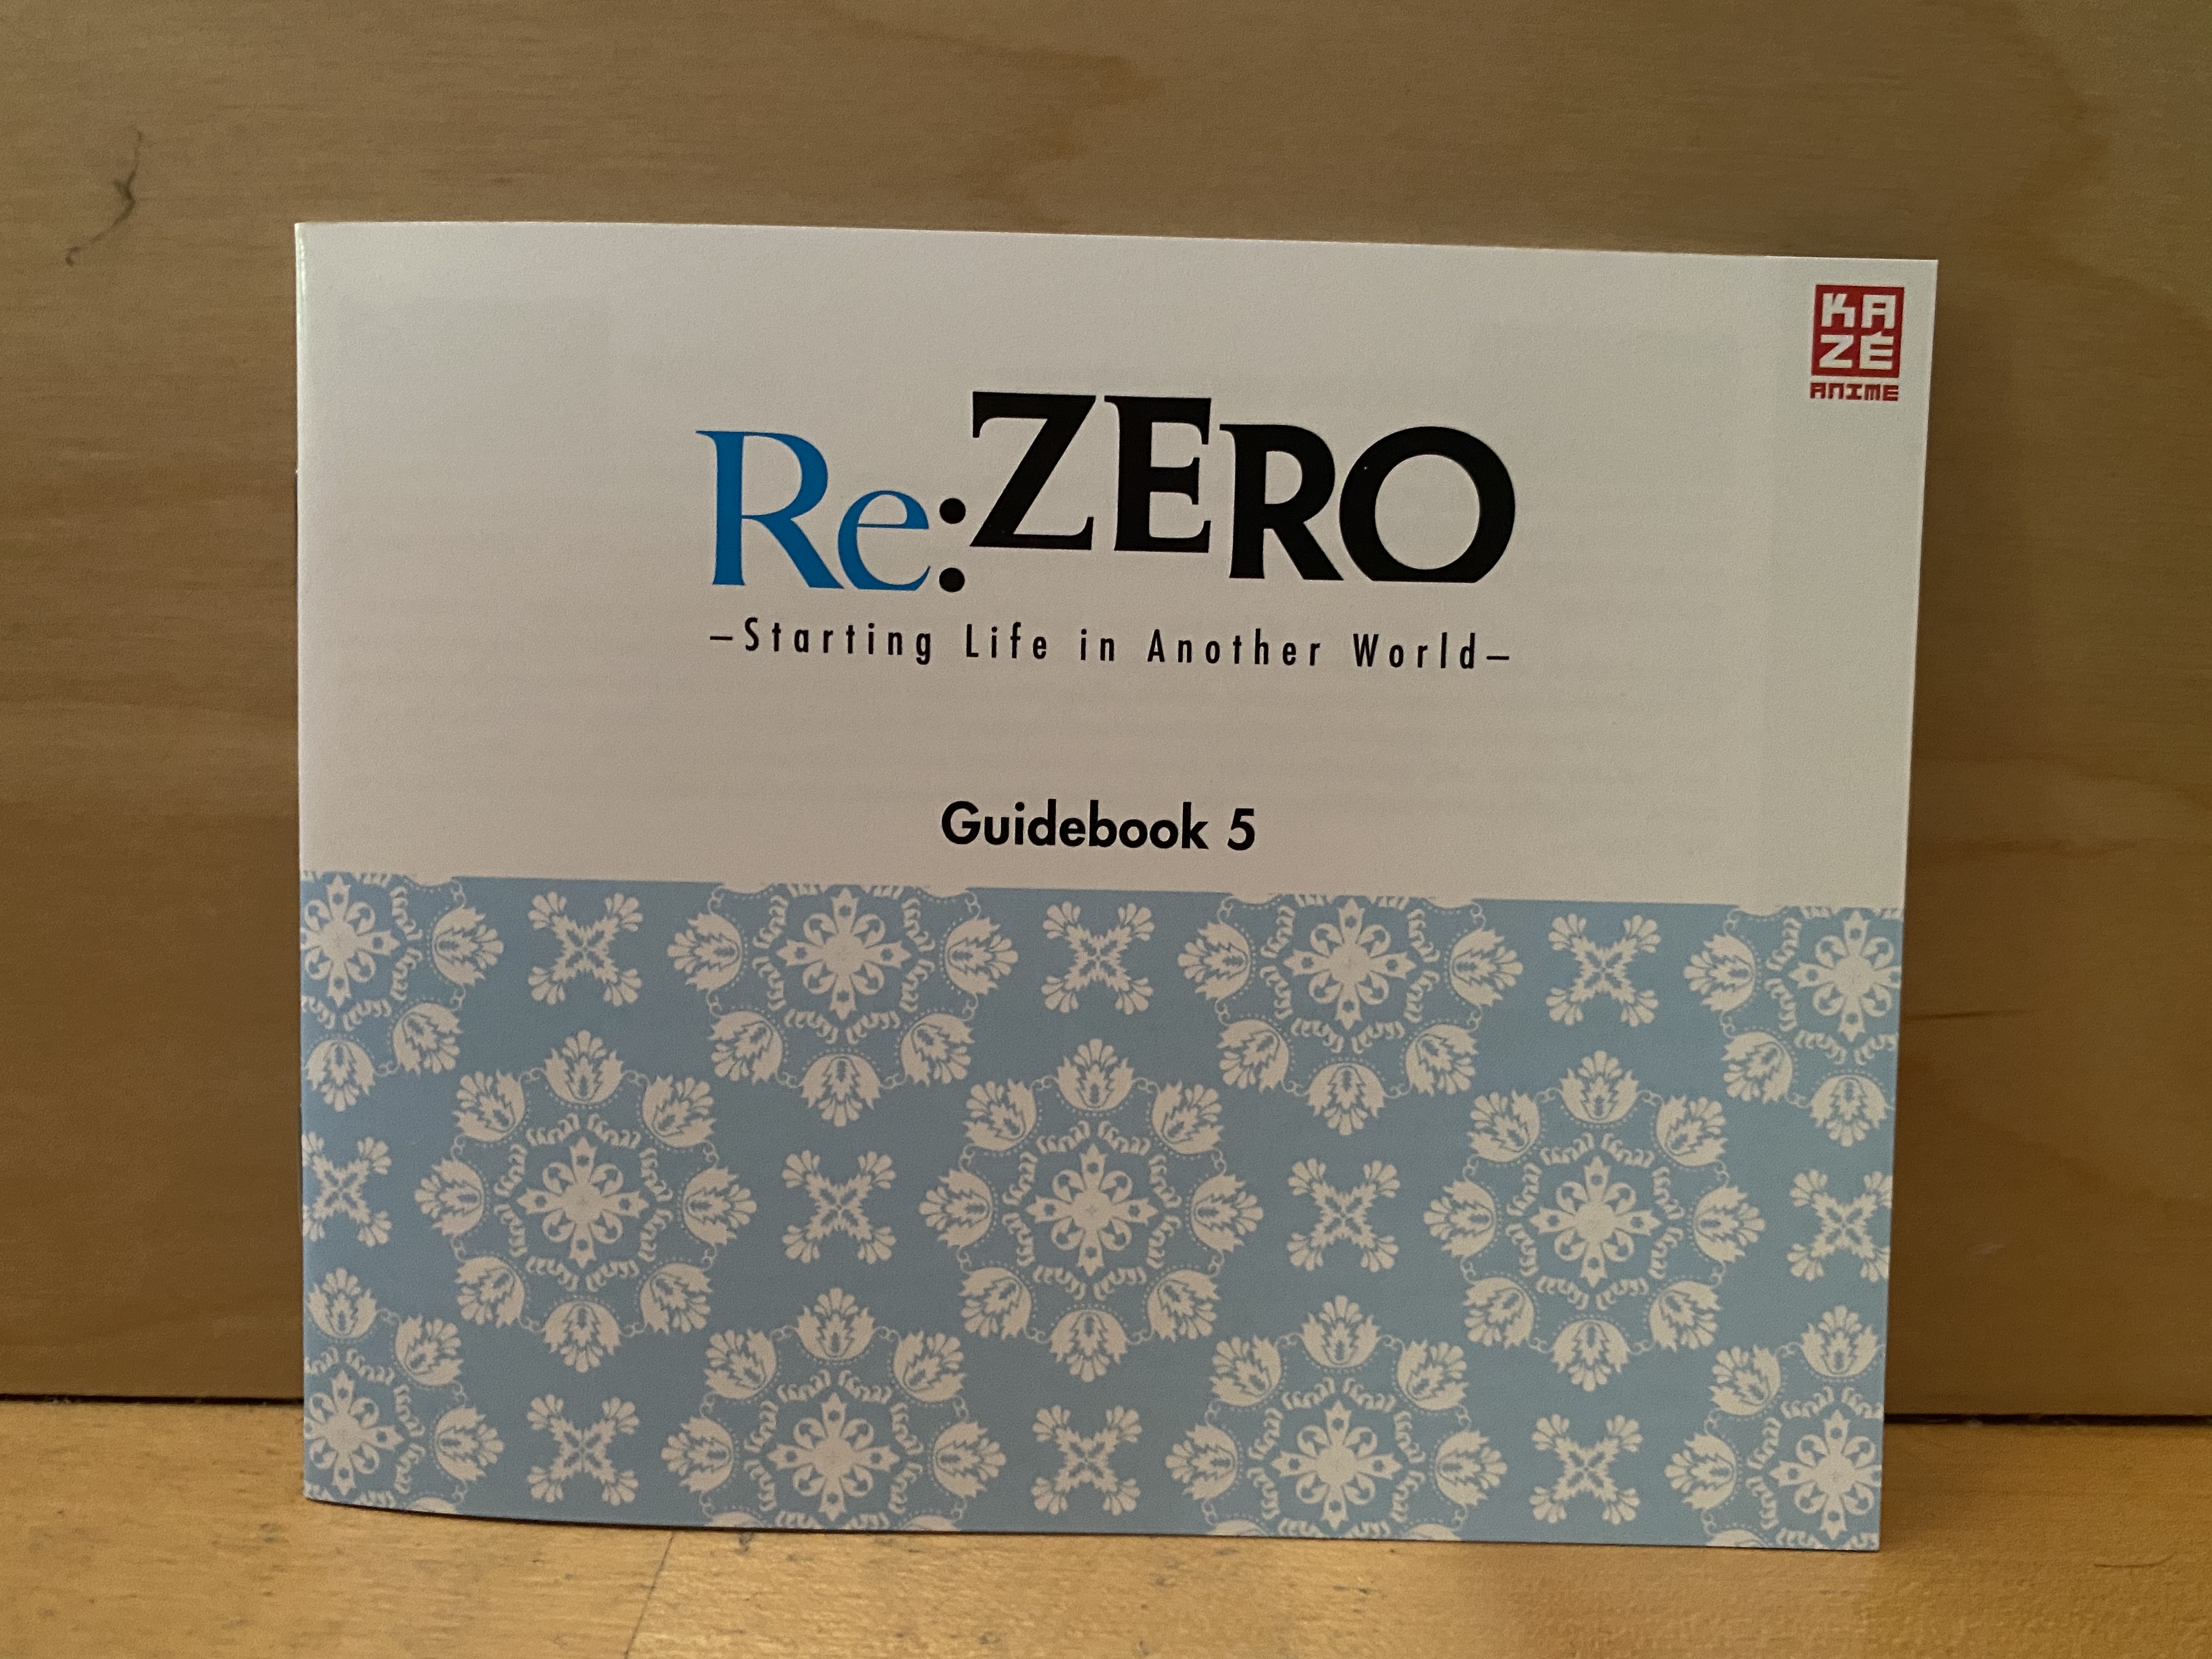 KA
ZÉ
ANIME
Re:ZERO
–Starting Life in Another World–
Guidebook 5